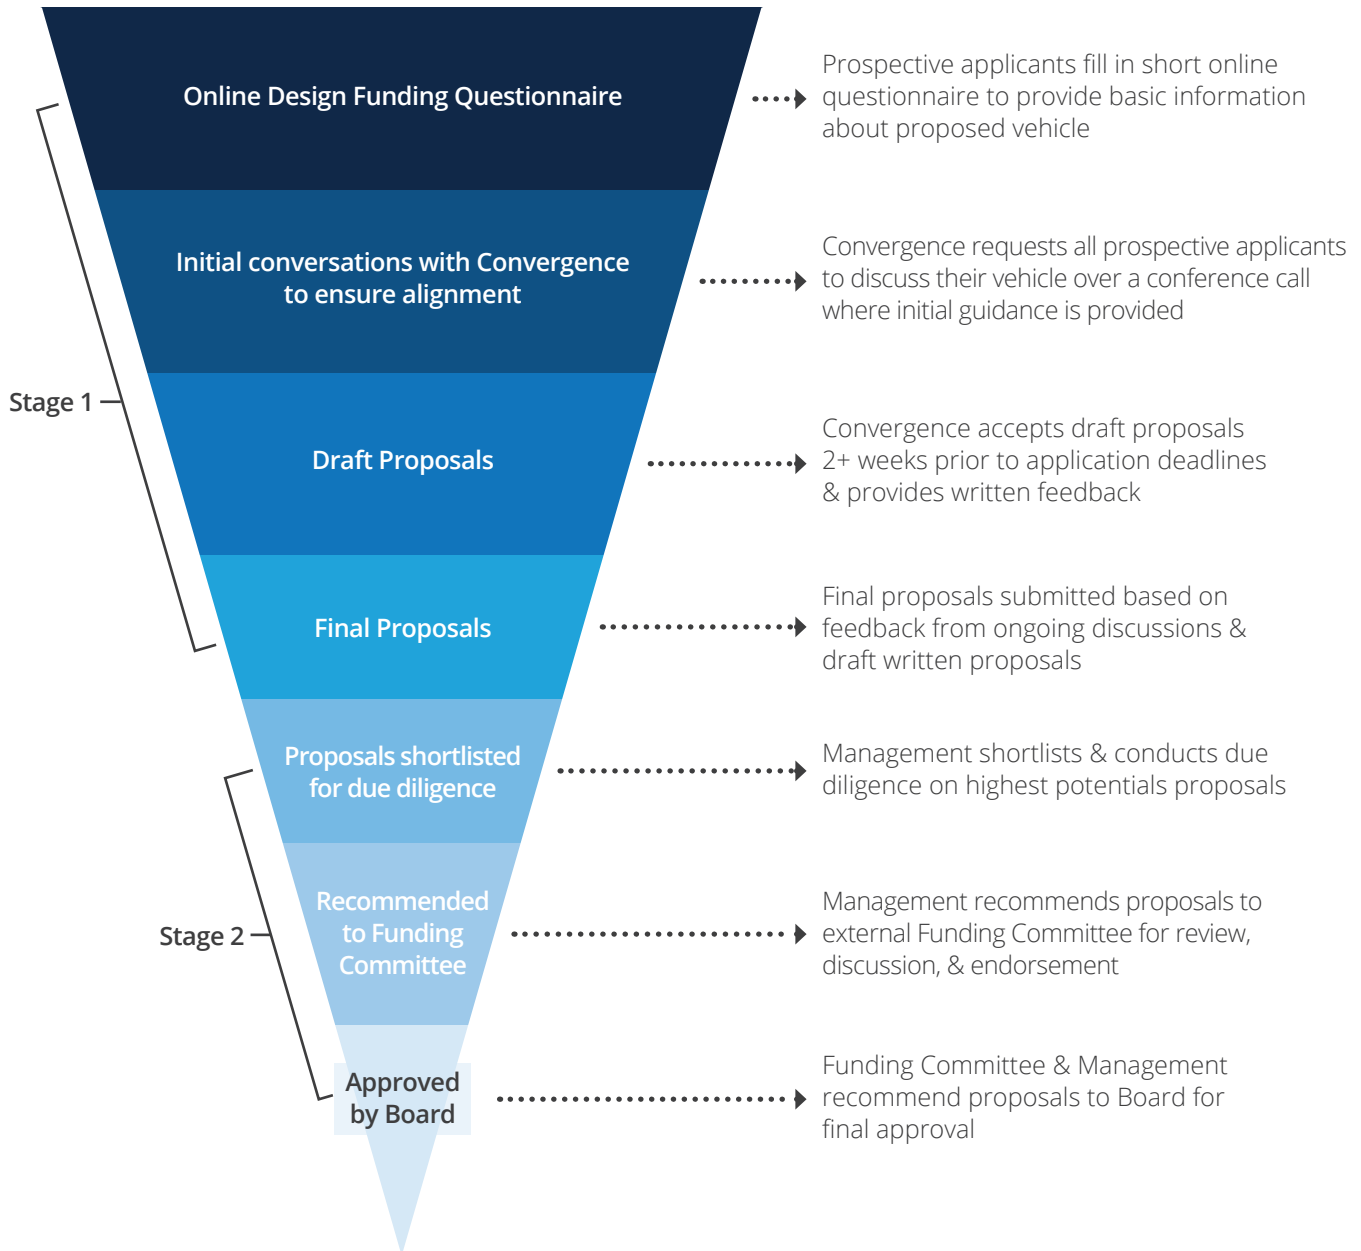 Online Design Funding Questionnaire
Prospective applicants fill in short online
questionnaire to provide basic information
about proposed vehicle
Initial conversations with Convergence
to ensure alignment
Convergence requests all prospective applicants
to discuss their vehicle over a conference call
where initial guidance is provided
Stage 1
Draft Proposals
Convergence accepts draft proposals
2+ weeks prior to application deadlines
& provides written feedback
Final Proposals
Final proposals submitted based on
feedback from ongoing discussions &
draft written proposals
Proposals shortlisted
for due diligence
Management shortlists & conducts due
diligence on highest potentials proposals
Stage 2
Recommended
to Funding
Committee
Management recommends proposals to
external Funding Committee for review,
discussion, & endorsement
Approved
by Board
Funding Committee & Management
recommend proposals to Board for
final approval